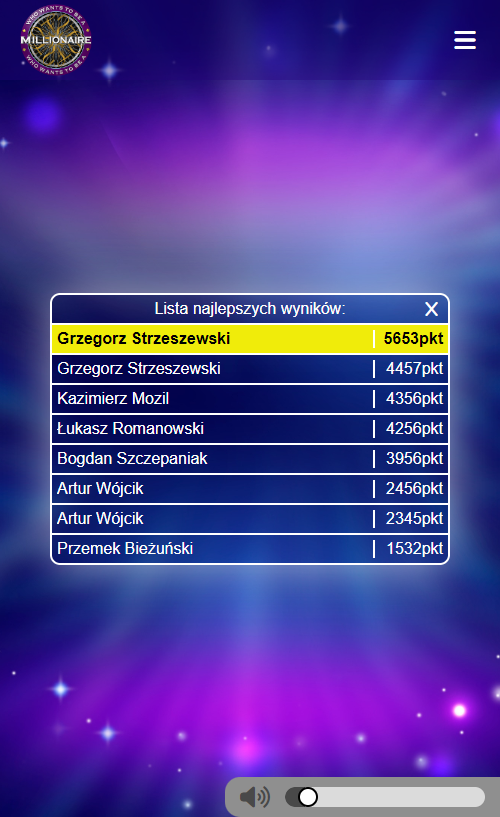 WHO WANTS TO BE A
MILLIONAIRE
WHO WANTS TO BE A
Lista najlepszych wyników: X
Grzegorz Strzeszewski 5653pkt
Grzegorz Strzeszewski 4457pkt
Kazimierz Mozil 4356pkt
Łukasz Romanowski 4256pkt
Bogdan Szczepaniak 3956pkt
Artur Wójcik 2456pkt
Artur Wójcik 2345pkt
Przemek Bieżuński 1532pkt